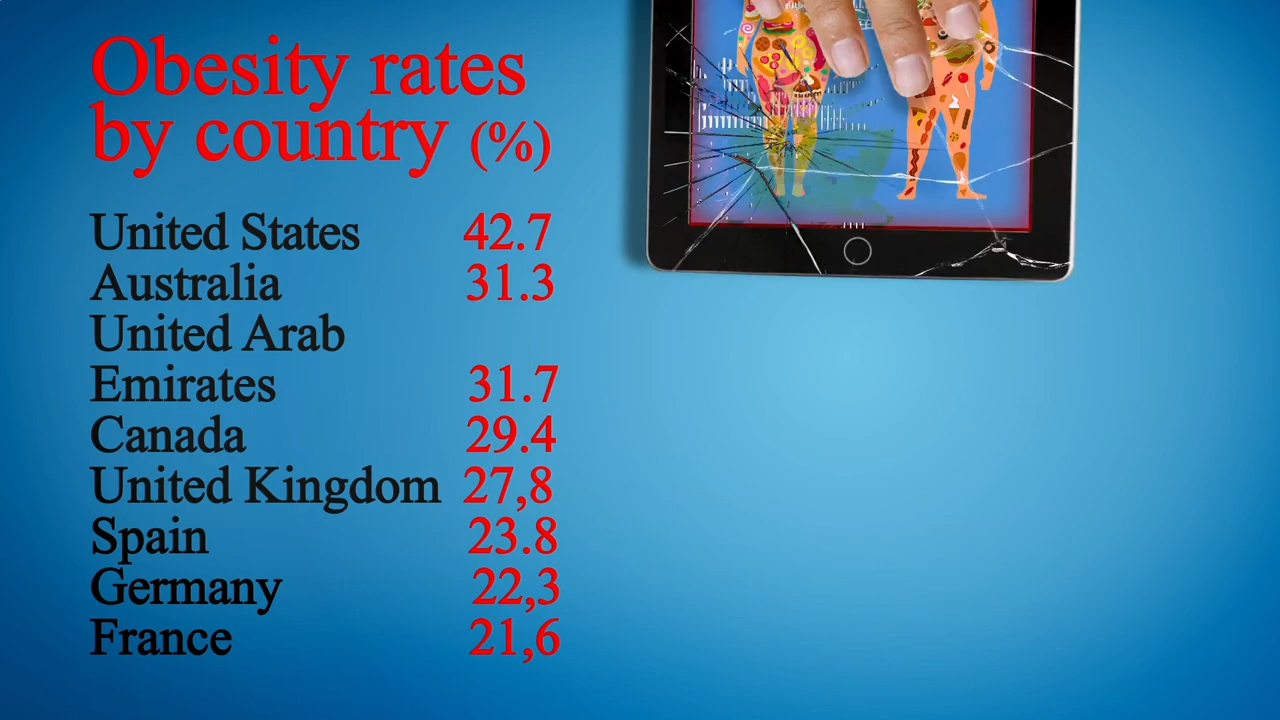 Obesity rates
by country (%)
United States 42.7
Australia 31.3
United Arab
Emirates 31.7
Canada 29.4
United Kingdom 27,8
Spain 23.8
Germany 22,3
France 21,6